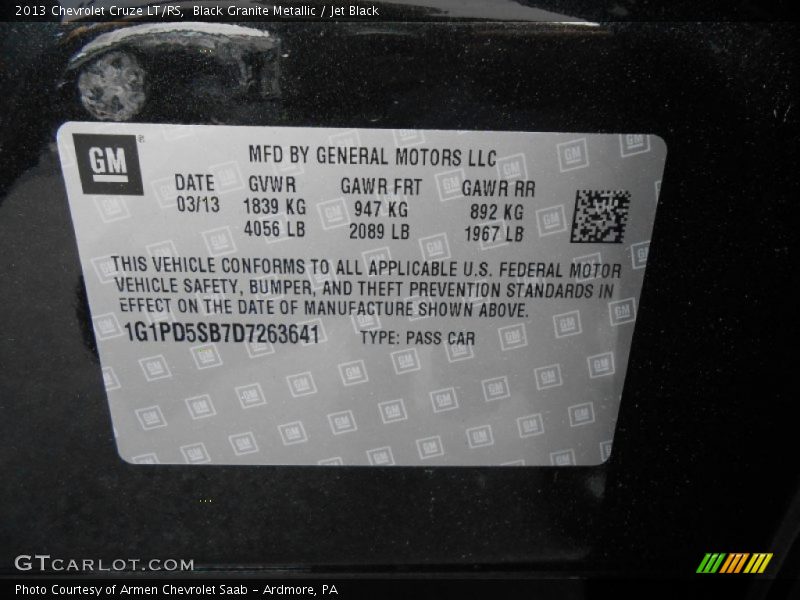 2013 Chevrolet Cruze LT/RS, Black Granite Metallic / Jet Black
GM ®
MFD BY GENERAL MOTORS LLC
DATE GVWR GAWR FRT GAWR RR
03/13 1839 KG 947 KG 892 KG
4056 LB 2089 LB 1967 LB
THIS VEHICLE CONFORMS TO ALL APPLICABLE U.S. FEDERAL MOTOR
VEHICLE SAFETY, BUMPER, AND THEFT PREVENTION STANDARDS IN
EFFECT ON THE DATE OF MANUFACTURE SHOWN ABOVE.
1G1PD5SB7D7263641 TYPE: PASS CAR
GTCARLOT.COM
Photo Courtesy of Armen Chevrolet Saab - Ardmore, PA